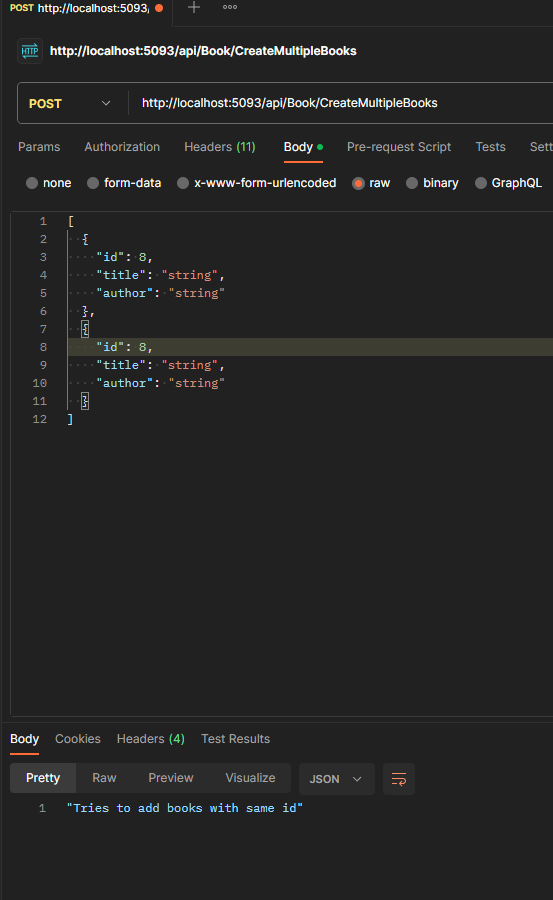 POST http://localhost:5093/
HTTP http://localhost:5093/api/Book/CreateMultipleBooks
POST http://localhost:5093/api/Book/CreateMultipleBooks
Params Authorization Headers (11) Body Pre-request Script Tests Sett
none form-data x-www-form-urlencoded raw binary GraphQL
1 [
2 {
3 "id": 8,
4 "title": "string",
5 "author": "string"
6 },
7 {
8 "id": 8,
9 "title": "string",
10 "author": "string"
11 }
12 ]
Body Cookies Headers (4) Test Results
Pretty Raw Preview Visualize JSON
1 "Tries to add books with same id"